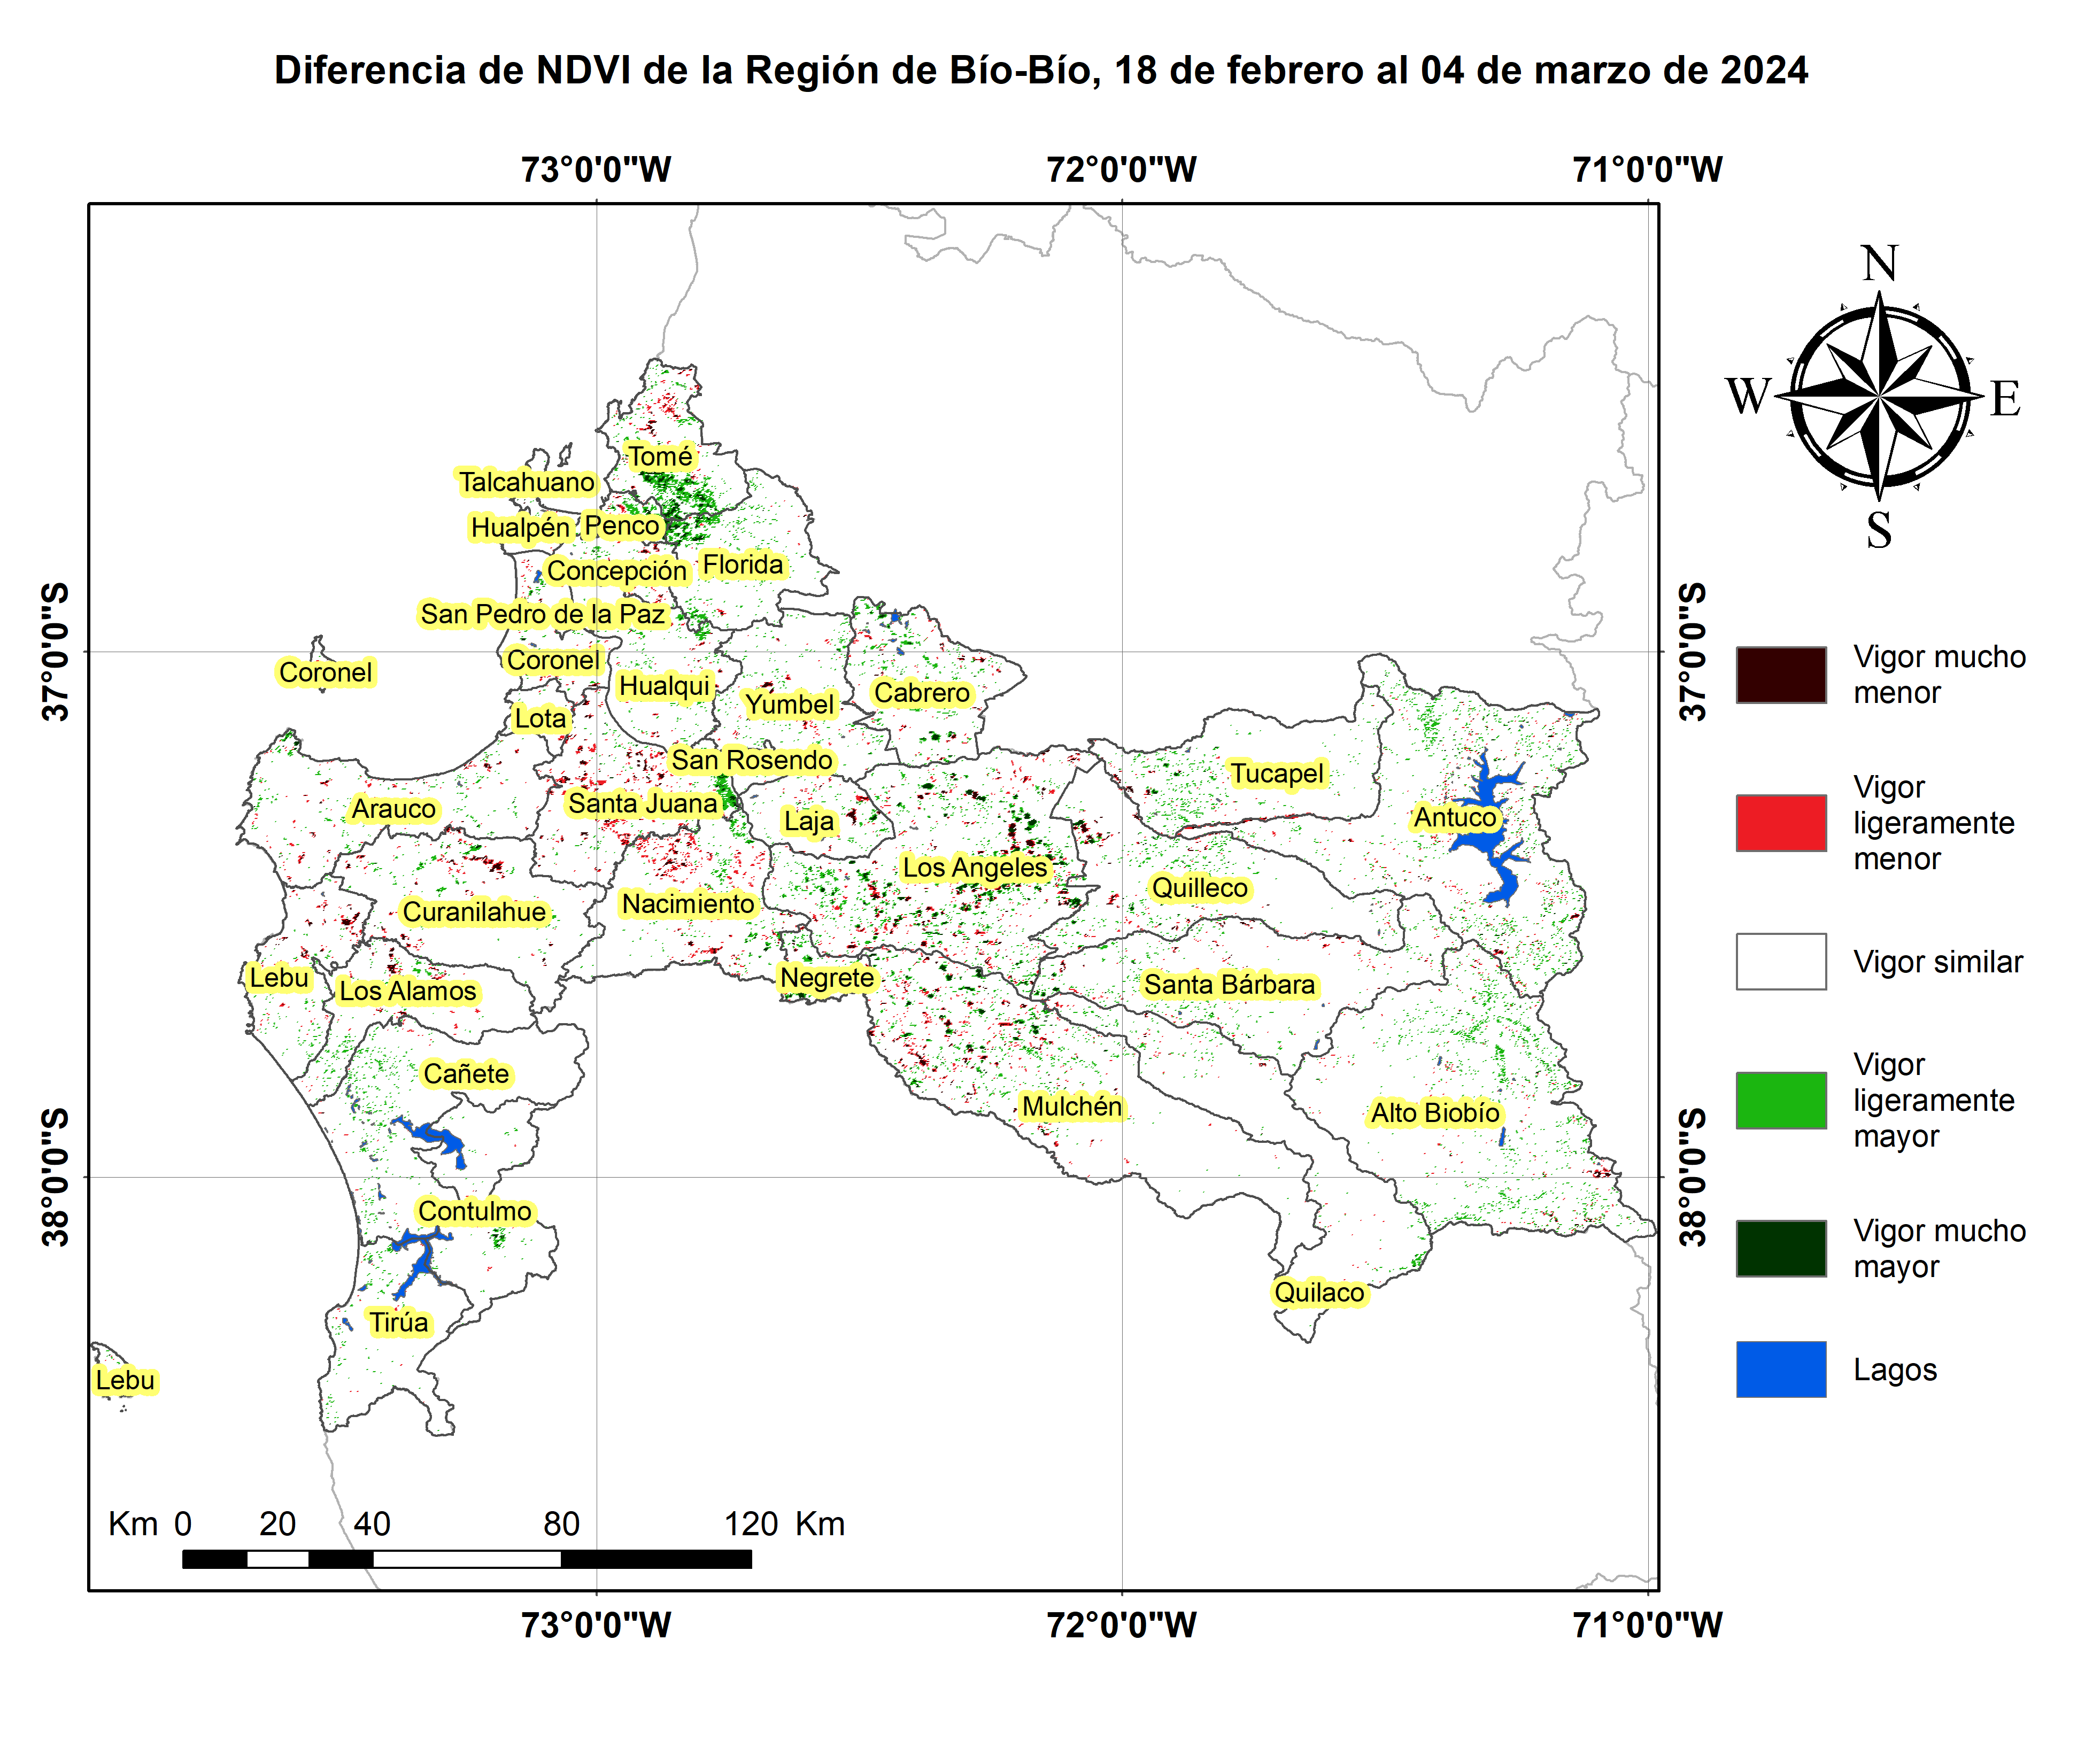 Diferencia de NDVI de la Región de Bío-Bío, 18 de febrero al 04 de marzo de 2024
73°0'0"W
72°0'0"W
71°0'0"W
N
W
E
S
37°0'0"S
37°0'0"S
38°0'0"S
38°0'0"S
Tomé
Talcahuano
Hualpén
Penco
Concepción
Florida
San Pedro de la Paz
Coronel
Coronel
Hualqui
Cabrero
Yumbel
Lota
San Rosendo
Tucapel
Santa Juana
Arauco
Laja
Antuco
Los Angeles
Quilleco
Nacimiento
Curanilahue
Lebu
Los Alamos
Negrete
Santa Bárbara
Cañete
Mulchén
Alto Biobío
Contulmo
Quilaco
Tirúa
Lebu
Vigor mucho
menor
Vigor
ligeramente
menor
Vigor similar
Vigor
ligeramente
mayor
Vigor mucho
mayor
Lagos
Km 0 20 40 80 120 Km
73°0'0"W
72°0'0"W
71°0'0"W